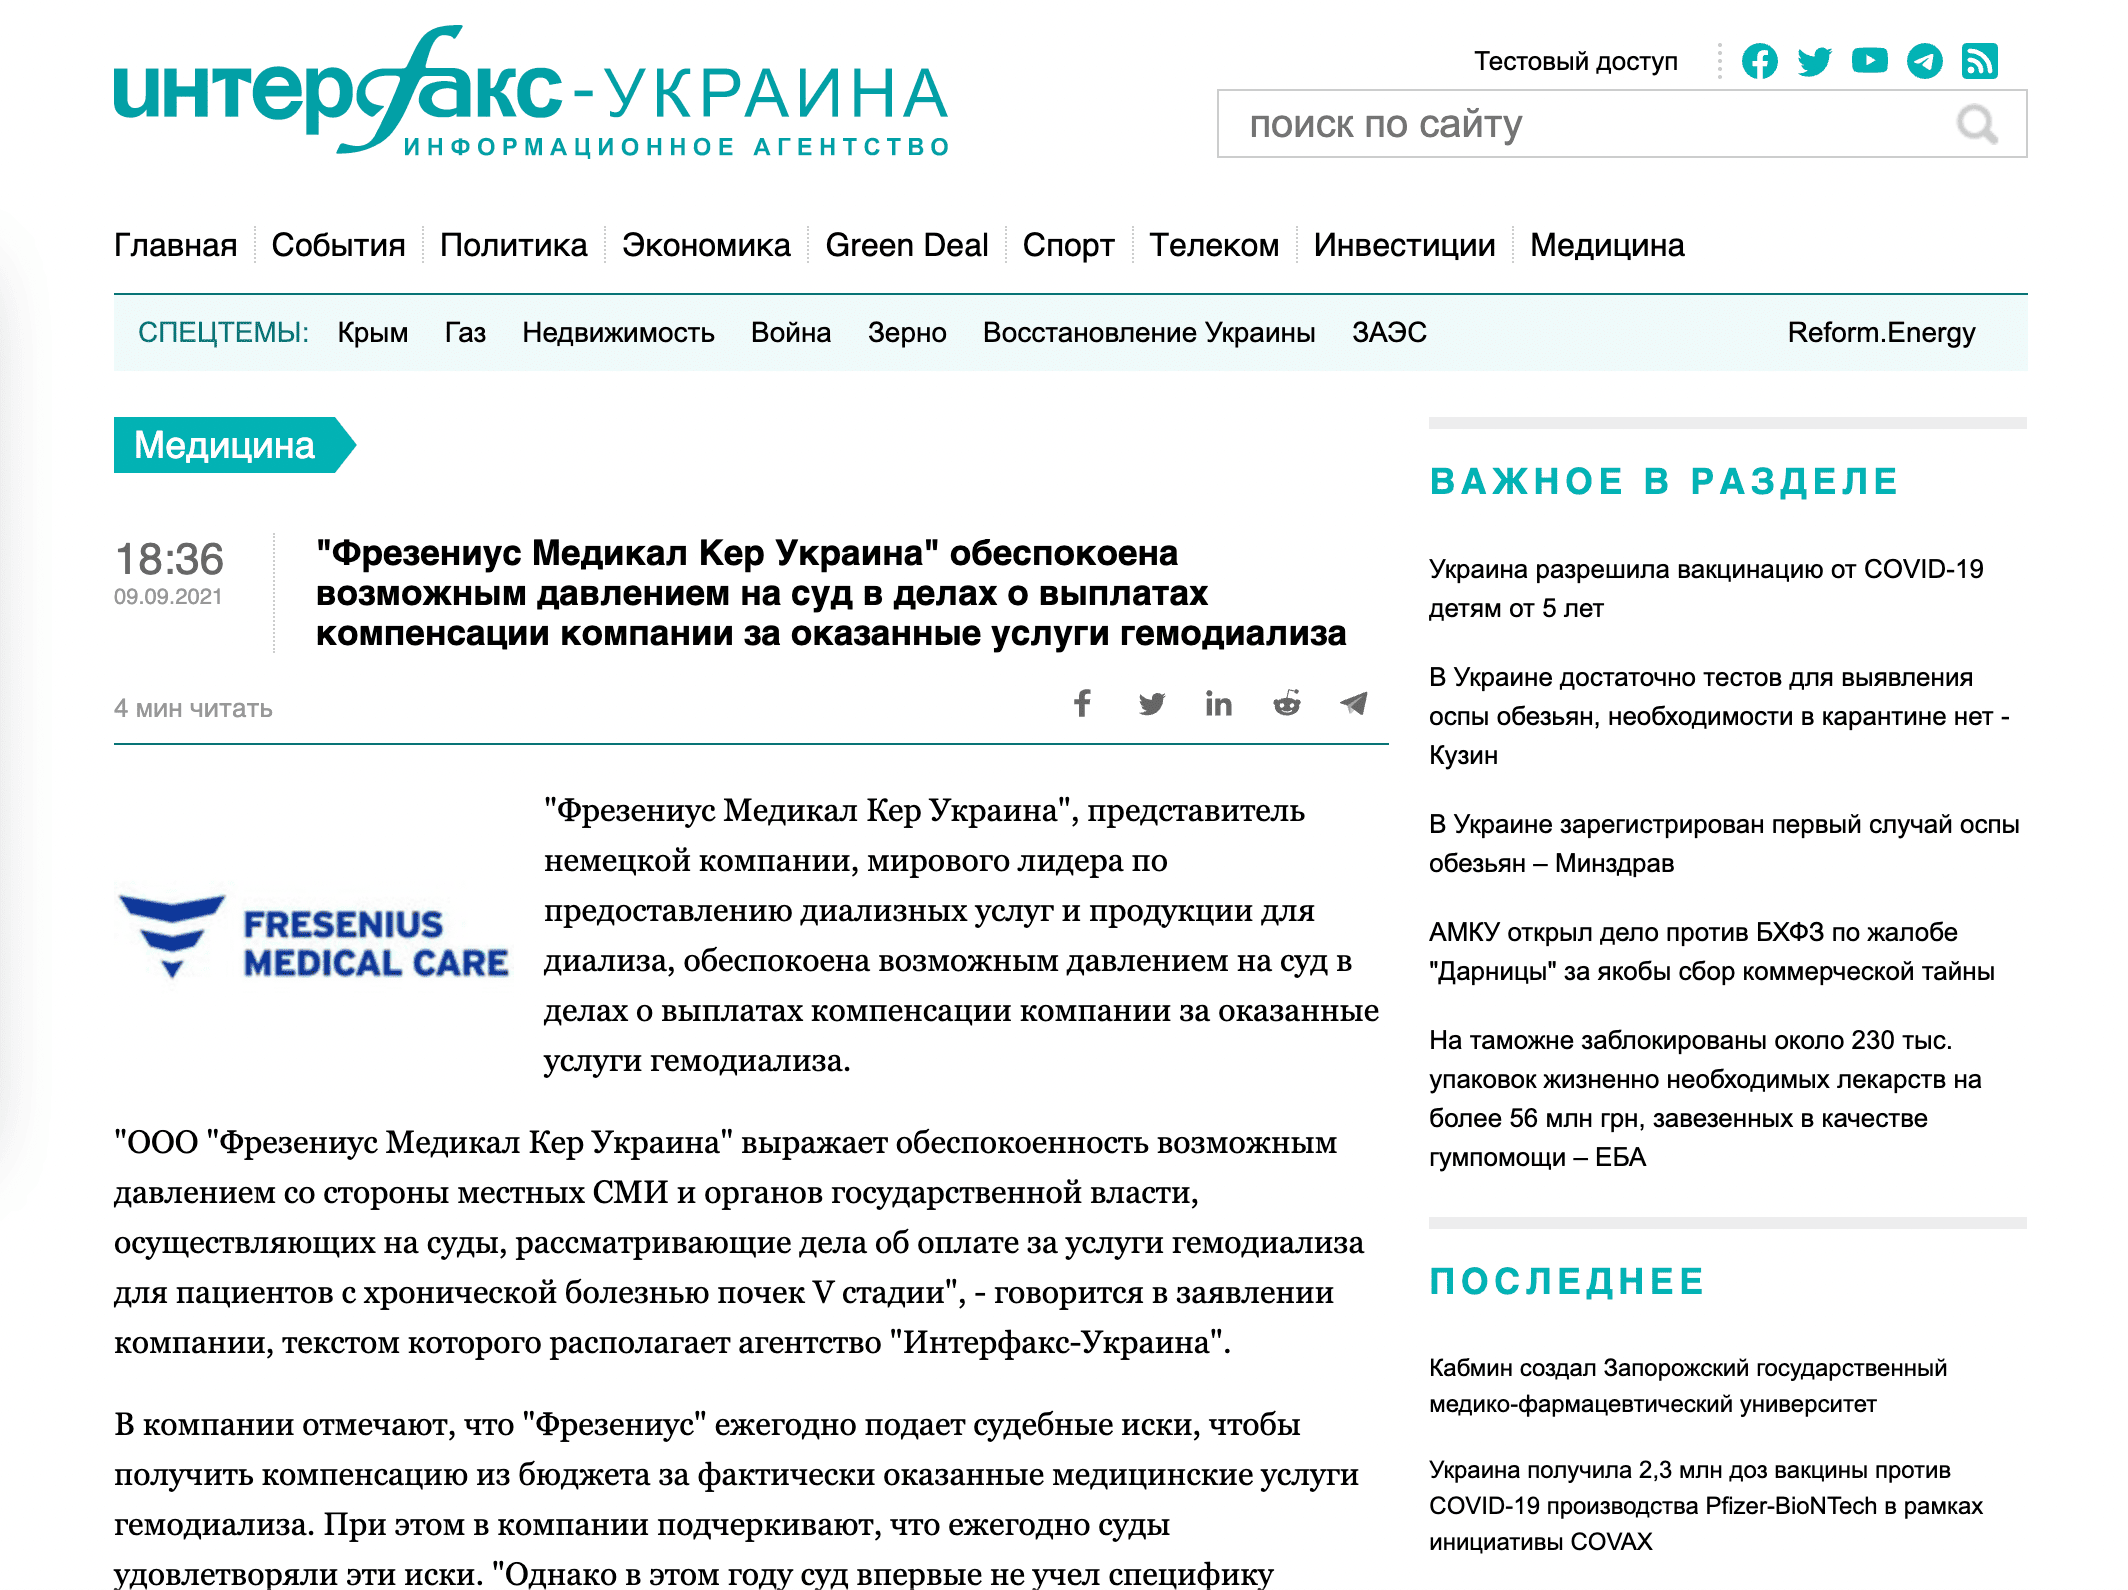 интерfакс-УКРАИНА
ИНФОРМАЦИОННОЕ АГЕНТСТВО
Тестовый доступ
поиск по сайту
Главная События Политика Экономика Green Deal Спорт Телеком Инвестиции Медицина
СПЕЦТЕМЫ: Крым Газ Недвижимость Война Зерно Восстановление Украины ЗАЭС Reform.Energy
Медицина
18:36
09.09.2021
"Фрезениус Медикал Кер Украина" обеспокоена
возможным давлением на суд в делах о выплатах
компенсации компании за оказанные услуги гемодиализа
4 мин читать
FRESENIUS
MEDICAL CARE
"Фрезениус Медикал Кер Украина", представитель
немецкой компании, мирового лидера по
предоставлению диализных услуг и продукции для
диализа, обеспокоена возможным давлением на суд в
делах о выплатах компенсации компании за оказанные
услуги гемодиализа.
"ООО "Фрезениус Медикал Кер Украина" выражает обеспокоенность возможным
давлением со стороны местных СМИ и органов государственной власти,
осуществляющих на суды, рассматривающие дела об оплате за услуги гемодиализа
для пациентов с хронической болезнью почек V стадии", - говорится в заявлении
компании, текстом которого располагает агентство "Интерфакс-Украина".
В компании отмечают, что "Фрезениус" ежегодно подает судебные иски, чтобы
получить компенсацию из бюджета за фактически оказанные медицинские услуги
гемодиализа. При этом в компании подчеркивают, что ежегодно суды
удовлетворяли эти иски. "Однако в этом году суд впервые не учел специфику
ВАЖНОЕ В РАЗДЕЛЕ
Украина разрешила вакцинацию от COVID-19
детям от 5 лет
В Украине достаточно тестов для выявления
оспы обезьян, необходимости в карантине нет -
Кузин
В Украине зарегистрирован первый случай оспы
обезьян – Минздрав
АМКУ открыл дело против БХФЗ по жалобе
"Дарницы" за якобы сбор коммерческой тайны
На таможне заблокированы около 230 тыс.
упаковок жизненно необходимых лекарств на
более 56 млн грн, завезенных в качестве
гумпомощи – ЕБА
ПОСЛЕДНЕЕ
Кабмин создал Запорожский государственный
медико-фармацевтический университет
Украина получила 2,3 млн доз вакцины против
COVID-19 производства Pfizer-BioNTech в рамках
инициативы COVAX